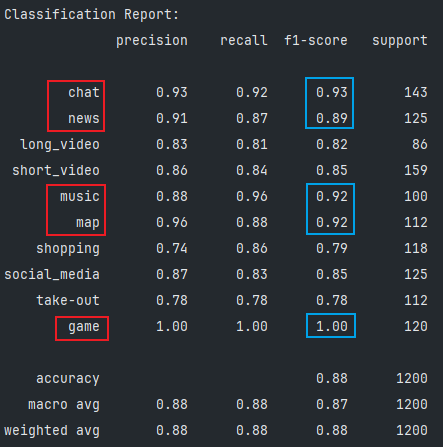 Classification Report:
precision recall f1-score support
chat 0.93 0.92 0.93 143
news 0.91 0.87 0.89 125
long_video 0.83 0.81 0.82 86
short_video 0.86 0.84 0.85 159
music 0.88 0.96 0.92 100
map 0.96 0.88 0.92 112
shopping 0.74 0.86 0.79 118
social_media 0.87 0.83 0.85 125
take-out 0.78 0.78 0.78 112
game 1.00 1.00 1.00 120
accuracy 0.88 1200
macro avg 0.88 0.88 0.87 1200
weighted avg 0.88 0.88 0.88 1200